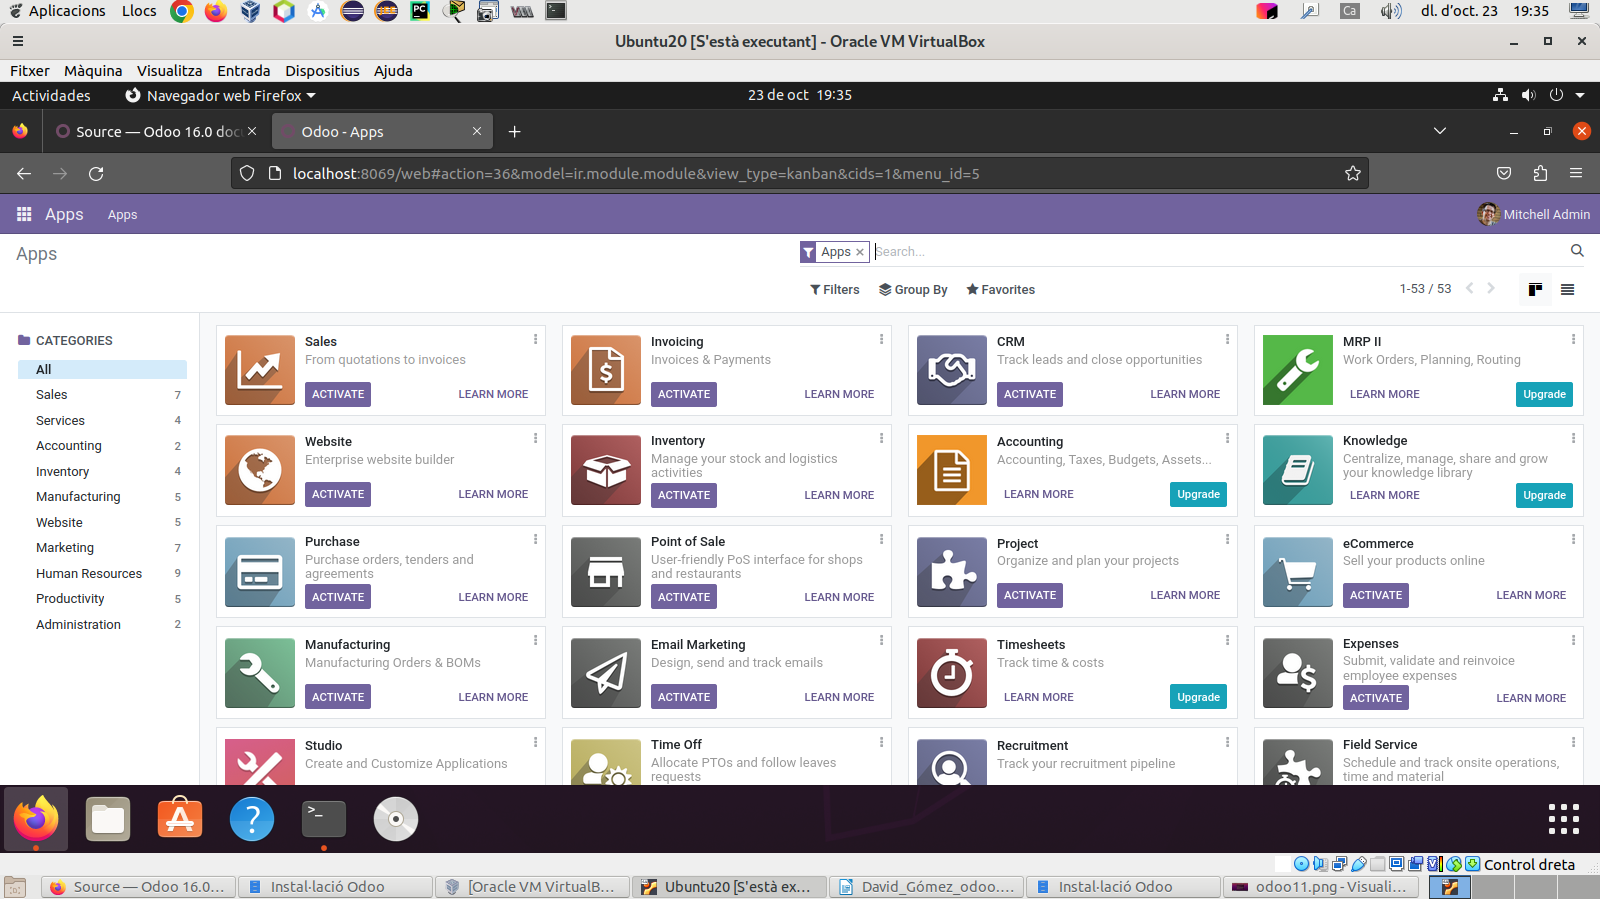 Aplicacions Llocs Ca dl. d'oct. 23 19:35
Ubuntu20 [S'està executant] - Oracle VM VirtualBox
Fitxer Màquina Visualitza Entrada Dispositius Ajuda
Actividades Navegador web Firefox 23 de oct 19:35
Source — Odoo 16.0 doc Odoo - Apps
localhost:8069/web#action=36&model=ir.module.module&view_type=kanban&cids=1&menu_id=5
Apps Apps Mitchell Admin
Apps Apps Search...
Filters Group By Favorites 1-53 / 53
CATEGORIES
All
Sales 7
Services 4
Accounting 2
Inventory 4
Manufacturing 5
Website 5
Marketing 7
Human Resources 9
Productivity 5
Administration 2
Sales
From quotations to invoices
ACTIVATE LEARN MORE
Invoicing
Invoices & Payments
ACTIVATE LEARN MORE
CRM
Track leads and close opportunities
ACTIVATE LEARN MORE
MRP II
Work Orders, Planning, Routing
LEARN MORE Upgrade
Website
Enterprise website builder
ACTIVATE LEARN MORE
Inventory
Manage your stock and logistics
activities
ACTIVATE LEARN MORE
Accounting
Accounting, Taxes, Budgets, Assets...
LEARN MORE Upgrade
Knowledge
Centralize, manage, share and grow
your knowledge library
LEARN MORE Upgrade
Purchase
Purchase orders, tenders and
agreements
ACTIVATE LEARN MORE
Point of Sale
User-friendly PoS interface for shops
and restaurants
ACTIVATE LEARN MORE
Project
Organize and plan your projects
ACTIVATE LEARN MORE
eCommerce
Sell your products online
ACTIVATE LEARN MORE
Manufacturing
Manufacturing Orders & BOMs
ACTIVATE LEARN MORE
Email Marketing
Design, send and track emails
ACTIVATE LEARN MORE
Timesheets
Track time & costs
LEARN MORE Upgrade
Expenses
Submit, validate and reinvoice
employee expenses
ACTIVATE LEARN MORE
Studio
Create and Customize Applications
Time Off
Allocate PTOs and follow leaves
requests
Recruitment
Track your recruitment pipeline
Field Service
Schedule and track onsite operations,
time and material
Control dreta
Source — Odoo 16.0... Instal·lació Odoo [Oracle VM VirtualB... Ubuntu20 [S'està ex... David_Gómez_odoo.... Instal·lació Odoo odoo11.png - Visuali...